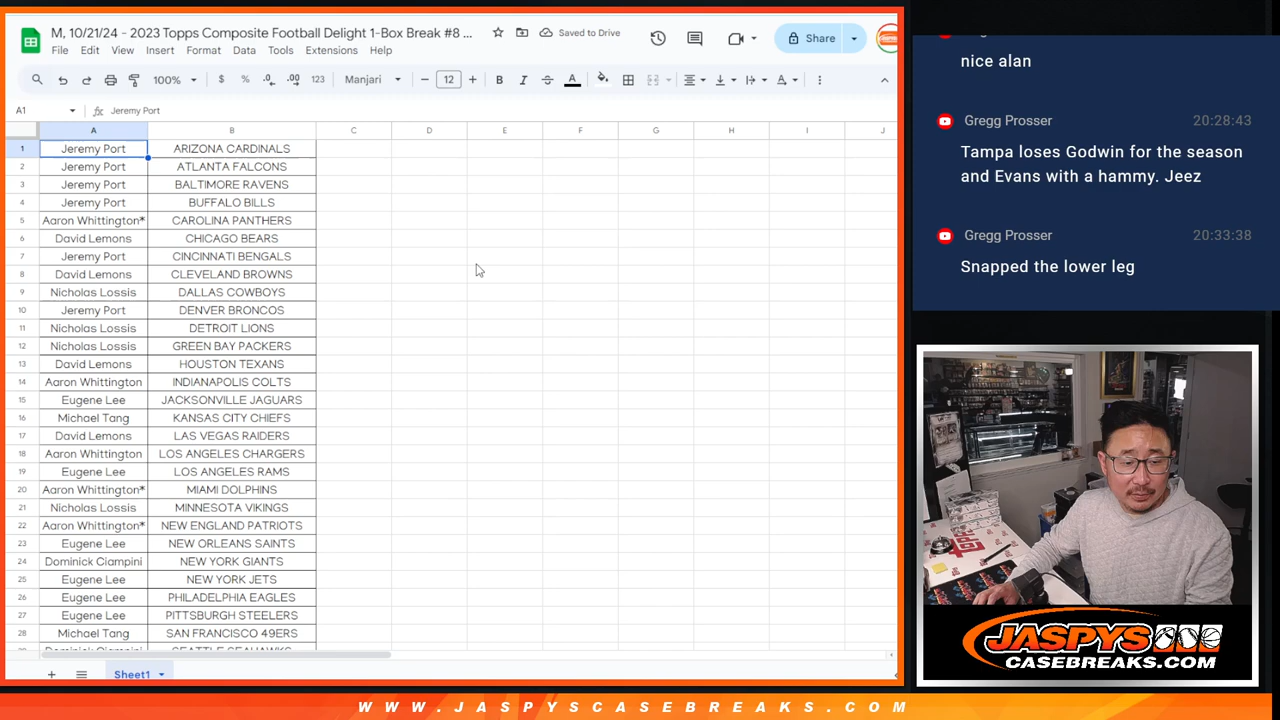 M, 10/21/24 - 2023 Topps Composite Football Delight 1-Box Break #8 ...
Saved to Drive
Share
File Edit View Insert Format Data Tools Extensions Help
100% $ % .0 .00 123 Manjari 12 B I A
A1 Jeremy Port
A B C D E F G H I J
1 Jeremy Port ARIZONA CARDINALS
2 Jeremy Port ATLANTA FALCONS
3 Jeremy Port BALTIMORE RAVENS
4 Jeremy Port BUFFALO BILLS
5 Aaron Whittington* CAROLINA PANTHERS
6 David Lemons CHICAGO BEARS
7 Jeremy Port CINCINNATI BENGALS
8 David Lemons CLEVELAND BROWNS
9 Nicholas Lossis DALLAS COWBOYS
10 Jeremy Port DENVER BRONCOS
11 Nicholas Lossis DETROIT LIONS
12 Nicholas Lossis GREEN BAY PACKERS
13 David Lemons HOUSTON TEXANS
14 Aaron Whittington INDIANAPOLIS COLTS
15 Eugene Lee JACKSONVILLE JAGUARS
16 Michael Tang KANSAS CITY CHIEFS
17 David Lemons LAS VEGAS RAIDERS
18 Aaron Whittington LOS ANGELES CHARGERS
19 Eugene Lee LOS ANGELES RAMS
20 Aaron Whittington* MIAMI DOLPHINS
21 Nicholas Lossis MINNESOTA VIKINGS
22 Aaron Whittington* NEW ENGLAND PATRIOTS
23 Eugene Lee NEW ORLEANS SAINTS
24 Dominick Ciampini NEW YORK GIANTS
25 Eugene Lee NEW YORK JETS
26 Eugene Lee PHILADELPHIA EAGLES
27 Eugene Lee PITTSBURGH STEELERS
28 Michael Tang SAN FRANCISCO 49ERS
Dominick Ciampini SEATTLE SEAHAWKS
Sheet1
nice alan
Gregg Prosser 20:28:43
Tampa loses Godwin for the season
and Evans with a hammy. Jeez
Gregg Prosser 20:33:38
Snapped the lower leg
JASPYS
CASEBREAKS.COM
WWW.JASPYSCASEBREAKS.COM